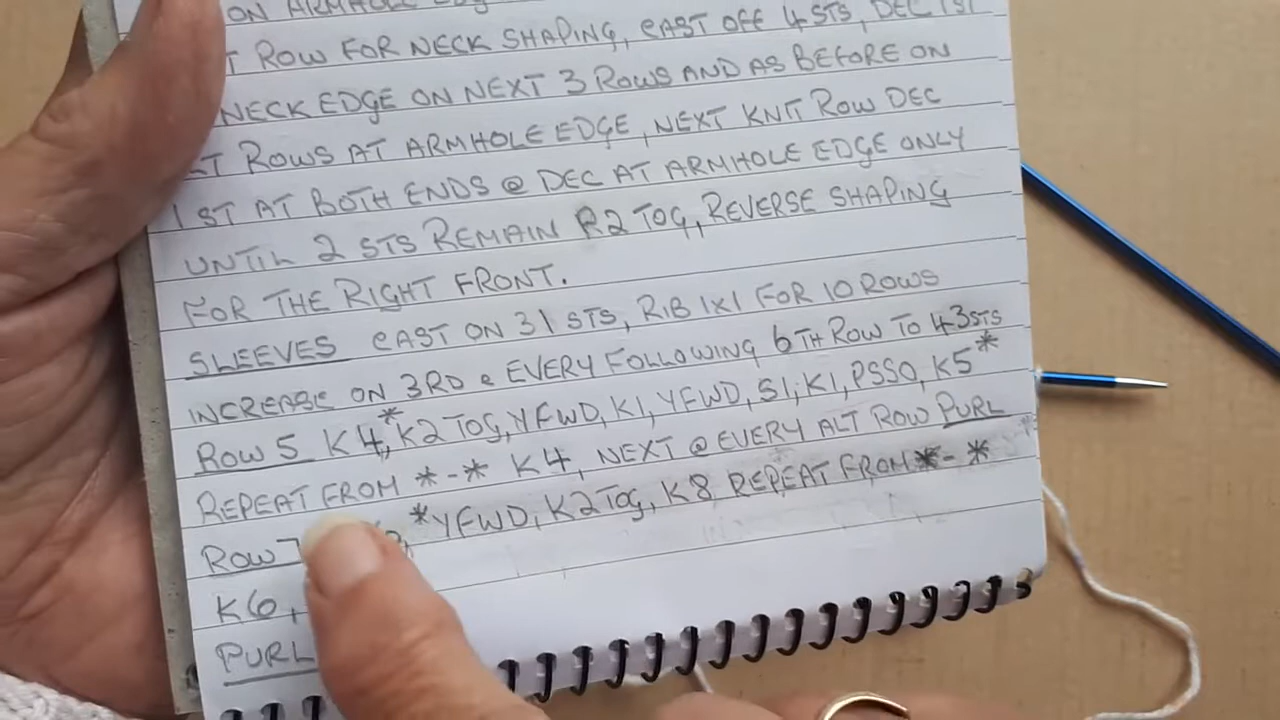 ON ARMHOLE
T ROW FOR NECK SHAPING, CAST OFF 4 STS, DEC 1ST
NECK EDGE ON NEXT 3 ROWS AND AS BEFORE ON
ROWS AT ARMHOLE EDGE, NEXT KNIT ROW DEC
1 ST AT BOTH ENDS @ DEC AT ARMHOLE EDGE ONLY
UNTIL 2 STS REMAIN R2 TOG, REVERSE SHAPING
FOR THE RIGHT FRONT.
SLEEVES CAST ON 31 STS, RIB 1X1 FOR 10 ROWS
INCREASE ON 3RD @ EVERY FOLLOWING 6TH ROW TO 43STS
ROW 5 K4,* K2 TOG, YFWD, K1, YFWD, S1, K1, PSSO, K5*
REPEAT FROM *-* K4, NEXT @ EVERY ALT ROW PURL
ROW 7 *YFWD, K2 TOG, K8 REPEAT FROM *-*
K6,
PURL